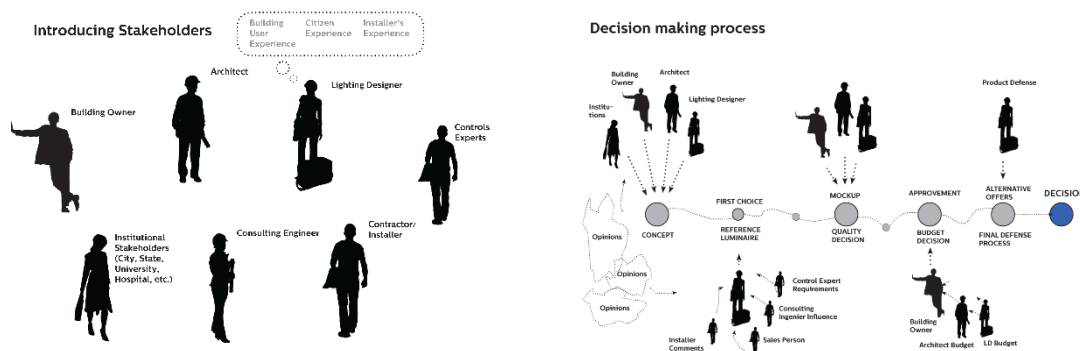 Introducing Stakeholders
Building
User
Experience
Citizen
Experience
Installer's
Experience
Architect
Lighting Designer
Building Owner
Controls
Experts
Institutional
Stakeholders
(City, State,
University,
Hospital, etc.)
Consulting Engineer
Contractor/
Installer
Decision making process
Building
Owner
Architect
Lighting Designer
Institu-
tions
Product Defense
Opinions
Opinions
Opinions
CONCEPT
FIRST CHOICE
REFERENCE
LUMINAIRE
MOCKUP
QUALITY
DECISION
APPROVEMENT
BUDGET
DECISION
ALTERNATIVE
OFFERS
FINAL DEFENSE
PROCESS
DECISIO
Control Expert
Requirements
Consulting
Ingenier Influence
Installer
Comments
Sales Person
Building
Owner
Architect Budget
LD Budget